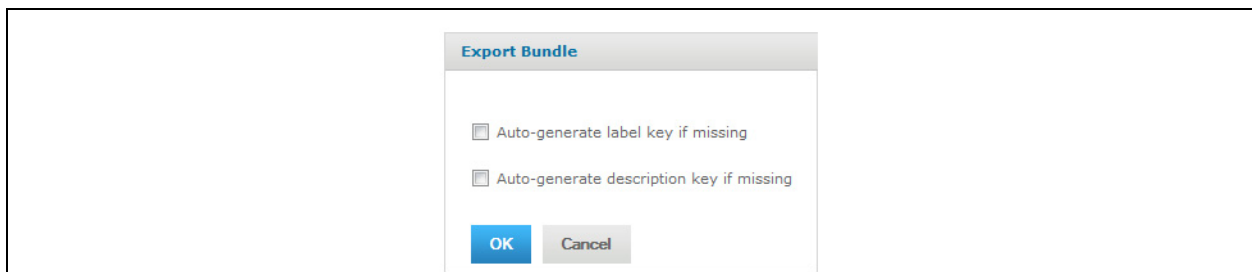 Export Bundle
Auto-generate label key if missing
Auto-generate description key if missing
OK Cancel